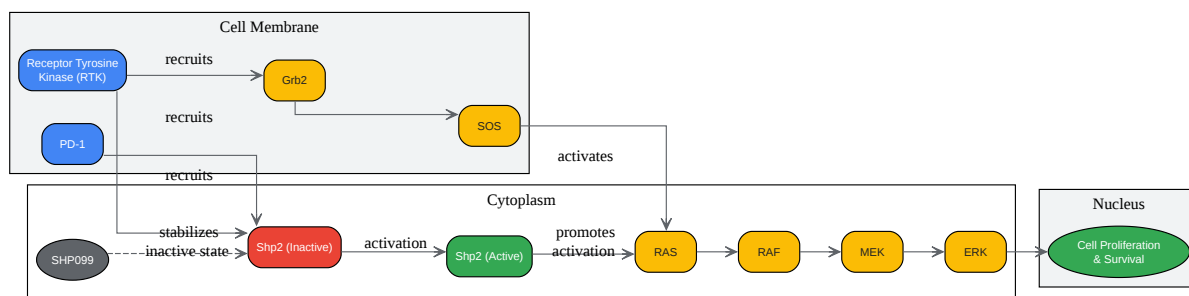 Cell Membrane
Receptor Tyrosine
Kinase (RTK)
recruits
Grb2
recruits
SOS
PD-1
activates
recruits
Cytoplasm
Nucleus
stabilizes
inactive state
SHP099
Shp2 (Inactive)
activation
Shp2 (Active)
promotes
activation
RAS
RAF
MEK
ERK
Cell Proliferation
& Survival